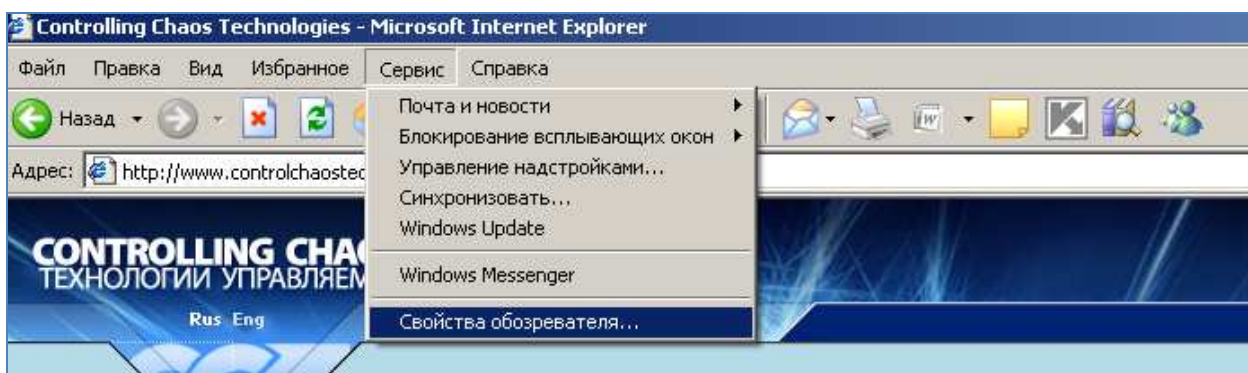 Controlling Chaos Technologies - Microsoft Internet Explorer
Файл Правка Вид Избранное Сервис Справка
Назад
Почта и новости
Блокирование всплывающих окон
Управление надстройками...
Синхронизовать...
Windows Update
Windows Messenger
Свойства обозревателя...
Адрес: http://www.controlchaostec
CONTROLLING CHAO
ТЕХНОЛОГИИ УПРАВЛЯЕМ
Rus Eng